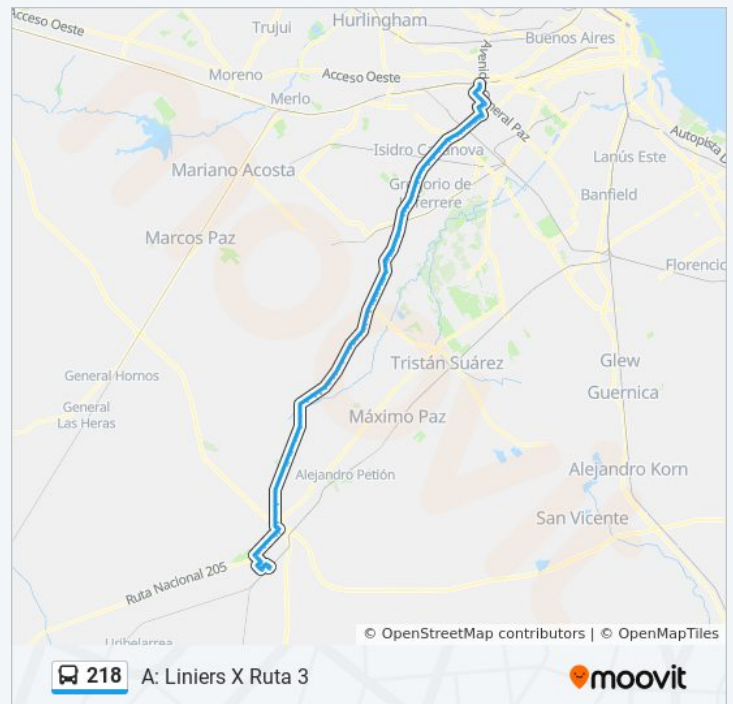 Acceso Oeste
Trujui
Hurlingham
Buenos Aires
Avenida General Paz
Moreno
Acceso Oeste
Merlo
Autopista
Isidro Casanova
Lanús Este
Mariano Acosta
Gregorio de
Laferrere
Banfield
Marcos Paz
Florencio
Tristán Suárez
Glew
General Hornos
Guernica
General
Las Heras
Máximo Paz
Alejandro Petión
Alejandro Korn
San Vicente
Ruta Nacional 205
Uribelarrea
© OpenStreetMap contributors | © OpenMapTiles
218 A: Liniers X Ruta 3
moovit